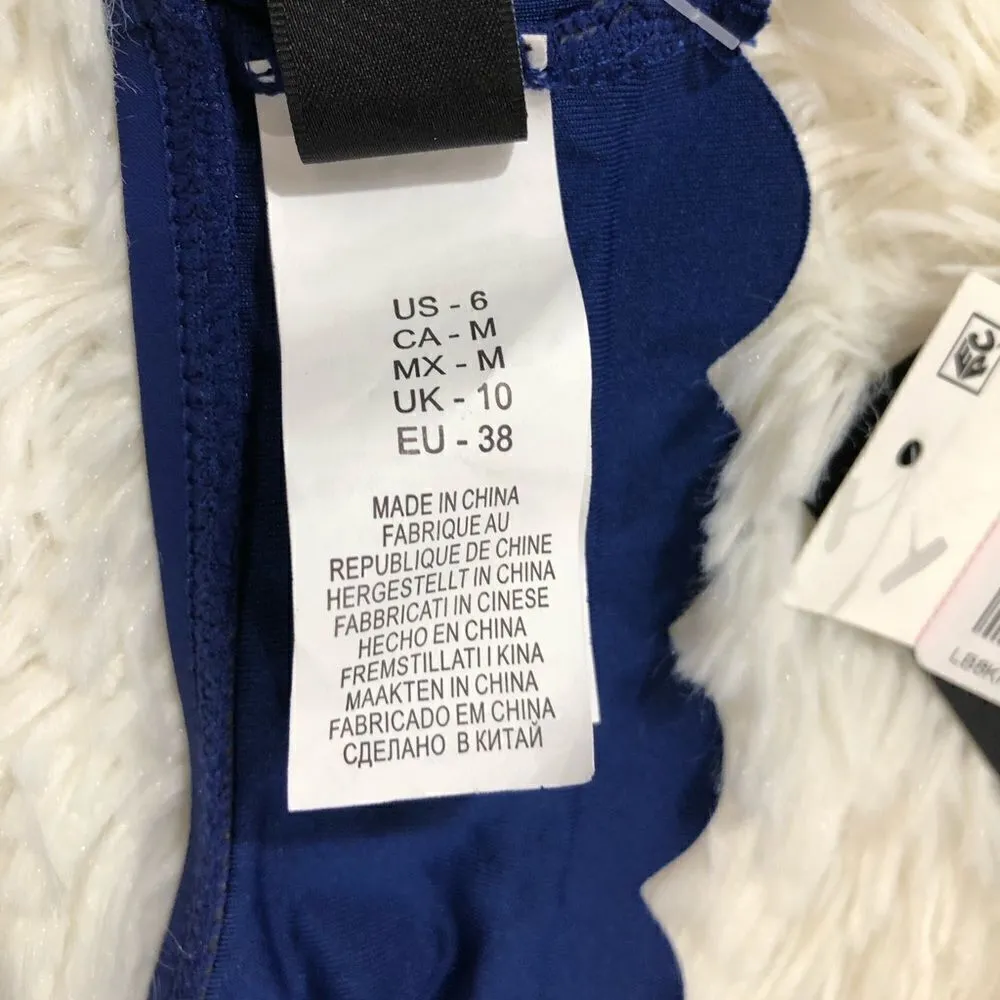 US - 6
CA - M
MX - M
UK - 10
EU - 38
MADE IN CHINA
FABRIQUE AU
REPUBLIQUE DE CHINE
HERGESTELLT IN CHINA
FABBRICATI IN CINESE
HECHO EN CHINA
FREMSTILLATI I KINA
MAAKTEN IN CHINA
FABRICADO EM CHINA
СДЕЛАНО В КИТАЙ